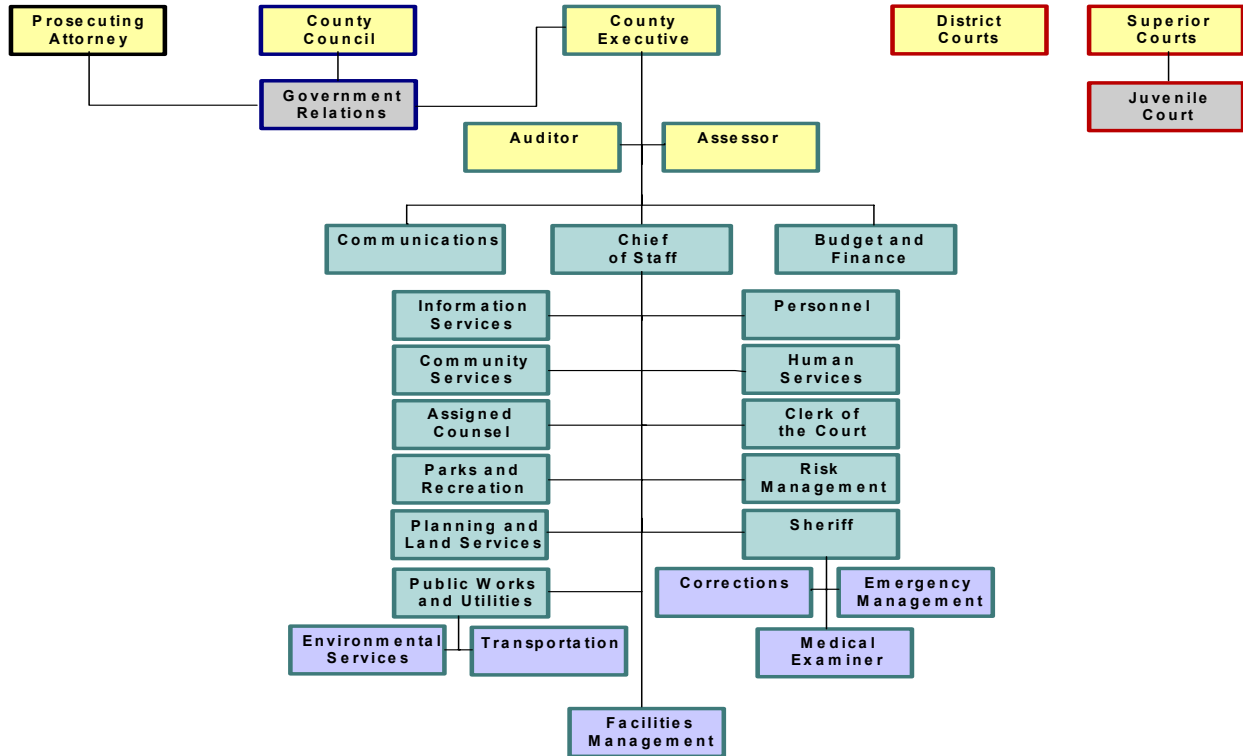 Prosecuting
Attorney
County
Council
County
Executive
District
Courts
Superior
Courts
Government
Relations
Juvenile
Court
Auditor
Assessor
Communications
Chief
of Staff
Budget and
Finance
Information
Services
Personnel
Community
Services
Human
Services
Assigned
Counsel
Clerk of
the Court
Parks and
Recreation
Risk
Management
Planning and
Land Services
Sheriff
Public Works
and Utilities
Corrections
Emergency
Management
Environmental
Services
Transportation
Medical
Examiner
Facilities
Management